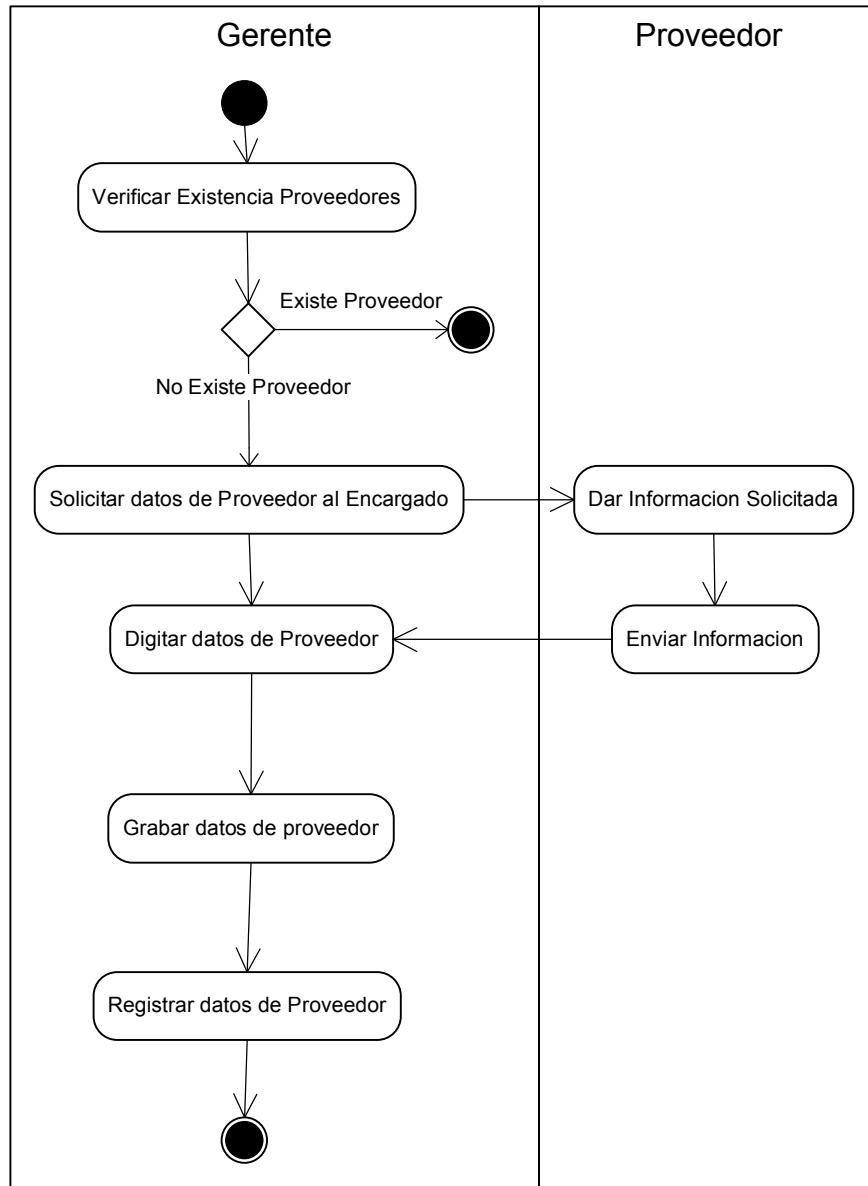 Gerente
Proveedor
Verificar Existencia Proveedores
Existe Proveedor
No Existe Proveedor
Solicitar datos de Proveedor al Encargado
Dar Informacion Solicitada
Digitar datos de Proveedor
Enviar Informacion
Grabar datos de proveedor
Registrar datos de Proveedor